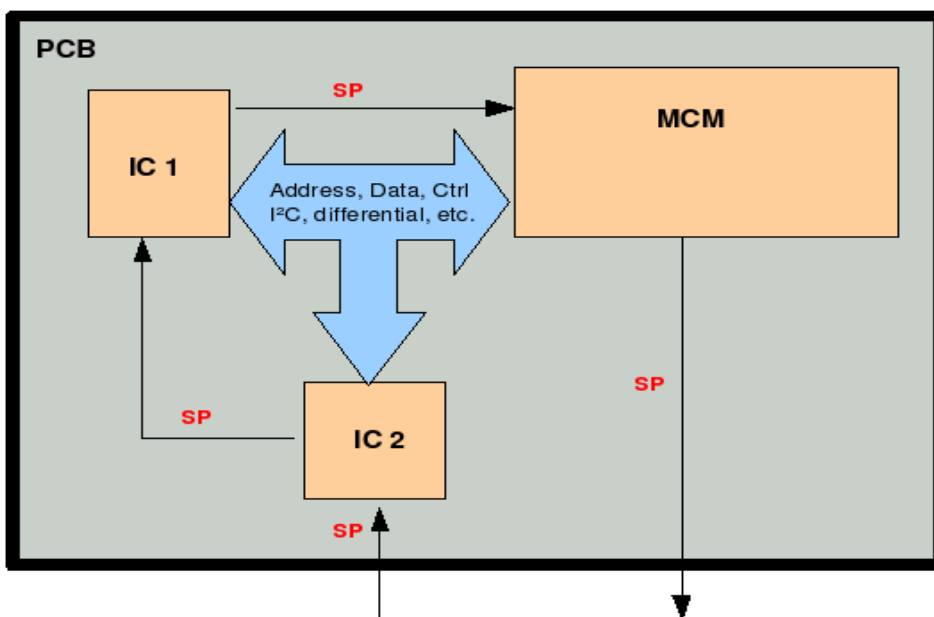 PCB
SP
MCM
IC 1
Address, Data, Ctrl
I²C, differential, etc.
SP
SP
IC 2
SP